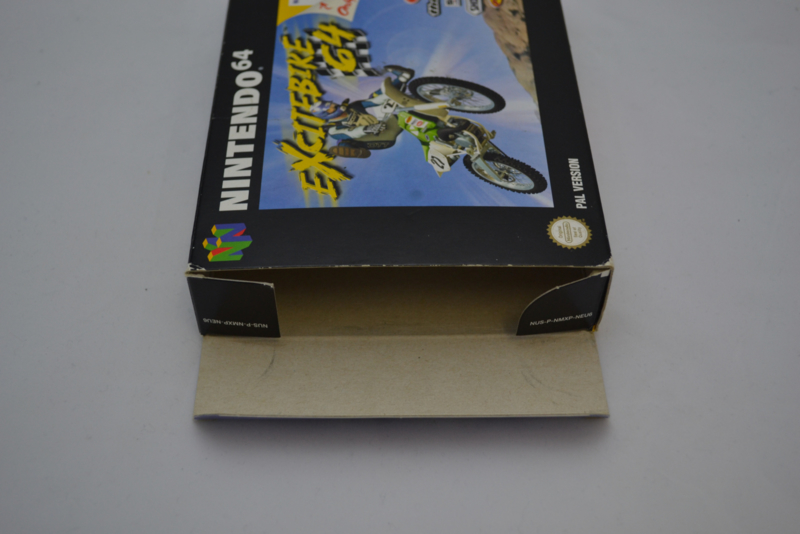 NINTENDO64
EXCITEBIKE
64
PAL VERSION
NUS-P-NMXP-NEU6
NUS-P-NMXP-NEU6